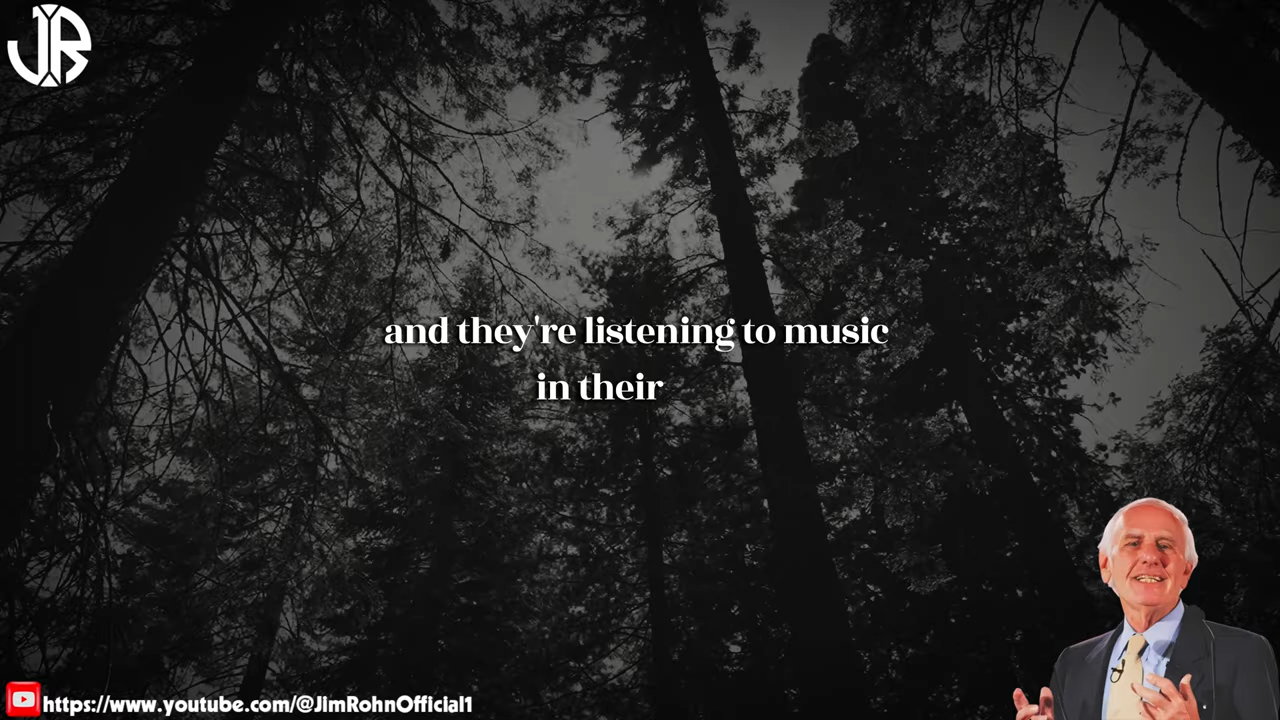 JR
and they're listening to music
in their
https://www.youtube.com/@JimRohnOfficial1